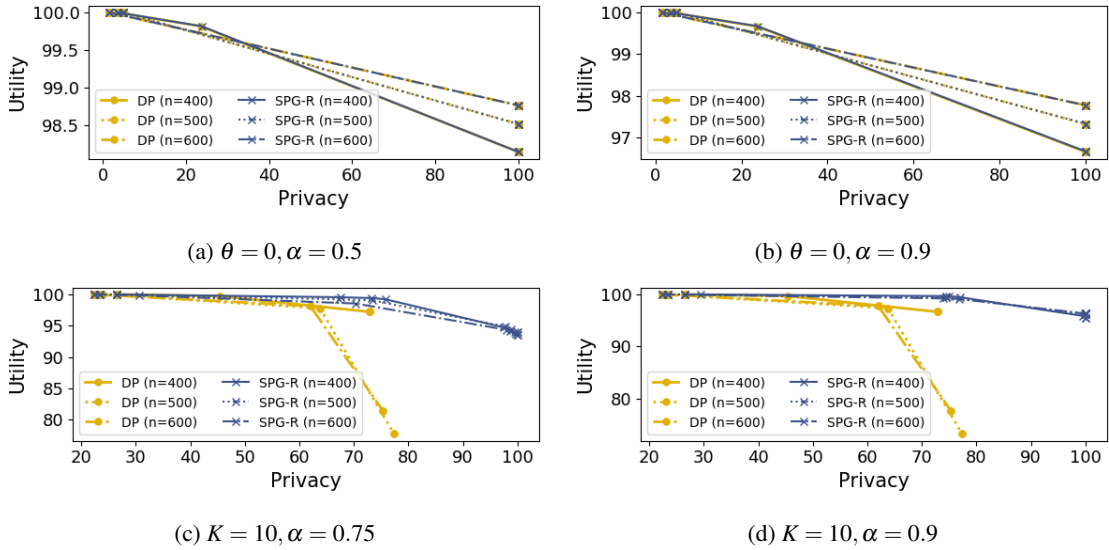 100.0
99.5
99.0
98.5
Utility
DP (n=400)
DP (n=500)
DP (n=600)
SPG-R (n=400)
SPG-R (n=500)
SPG-R (n=600)
0 20 40 60 80 100
Privacy
(a) θ = 0, α = 0.5
100
99
98
97
Utility
DP (n=400)
DP (n=500)
DP (n=600)
SPG-R (n=400)
SPG-R (n=500)
SPG-R (n=600)
0 20 40 60 80 100
Privacy
(b) θ = 0, α = 0.9
100
95
90
85
80
Utility
DP (n=400)
DP (n=500)
DP (n=600)
SPG-R (n=400)
SPG-R (n=500)
SPG-R (n=600)
20 30 40 50 60 70 80 90 100
Privacy
(c) K = 10, α = 0.75
100
90
80
Utility
DP (n=400)
DP (n=500)
DP (n=600)
SPG-R (n=400)
SPG-R (n=500)
SPG-R (n=600)
20 30 40 50 60 70 80 90 100
Privacy
(d) K = 10, α = 0.9